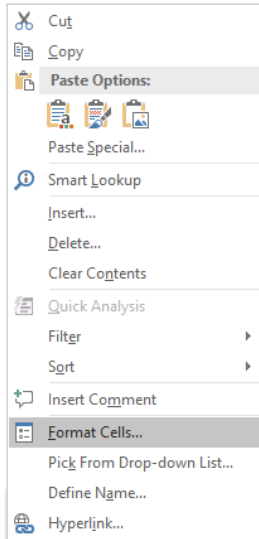 Cut
Copy
Paste Options:
a
Paste Special...
Smart Lookup
Insert...
Delete...
Clear Contents
Quick Analysis
Filter
Sort
Insert Comment
Format Cells...
Pick From Drop-down List...
Define Name...
Hyperlink...